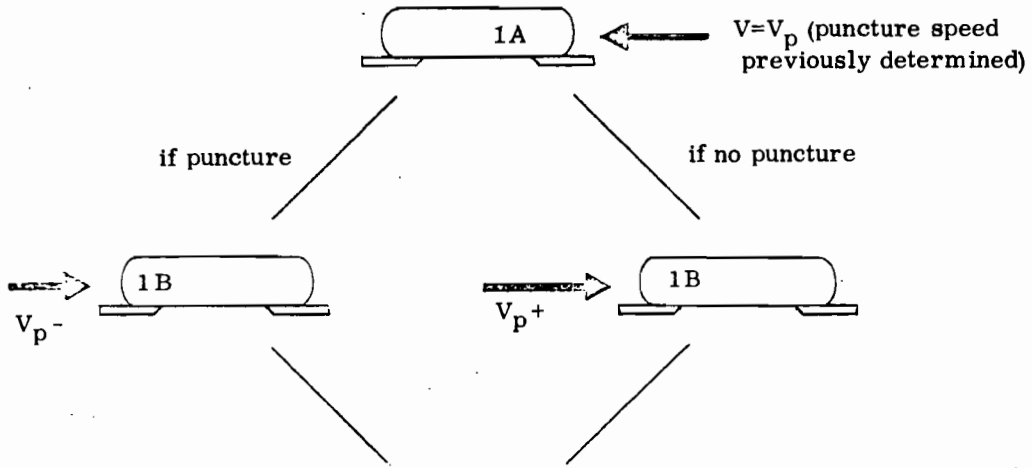 1A
V=Vp (puncture speed
previously determined)
if puncture
if no puncture
1B
Vp-
1B
Vp+